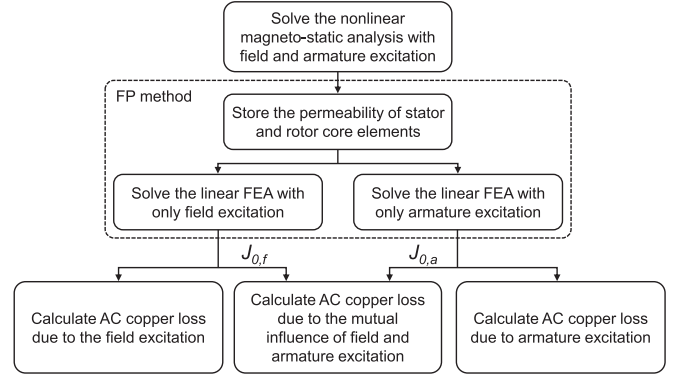 Solve the nonlinear
magneto-static analysis with
field and armature excitation
FP method
Store the permeability of stator
and rotor core elements
Solve the linear FEA with
only field excitation
Solve the linear FEA with
only armature excitation
J0,f
J0,a
Calculate AC copper loss
due to the field excitation
Calculate AC copper loss
due to the mutual
influence of field and
armature excitation
Calculate AC copper loss
due to armature excitation